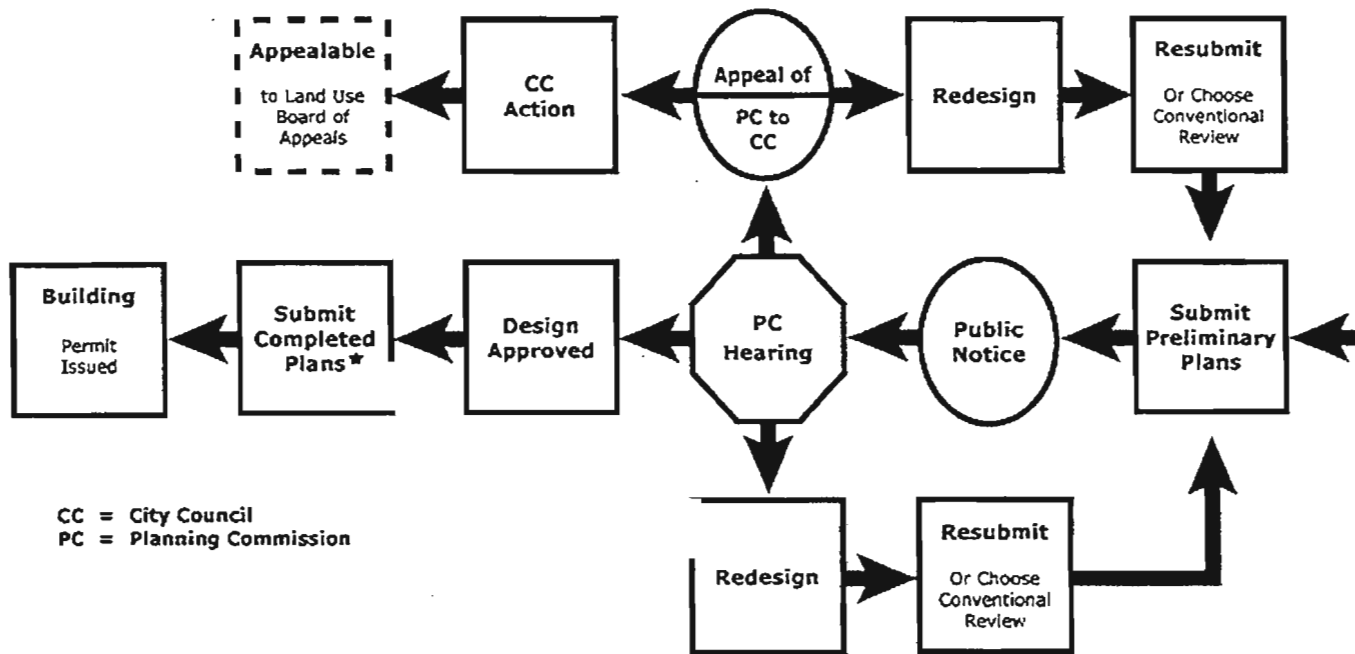 Appealable
to Land Use
Board of
Appeals
CC
Action
Appeal of
PC to
CC
Redesign
Resubmit
Or Choose
Conventional
Review
Building
Permit
Issued
Submit
Completed
Plans★
Design
Approved
PC
Hearing
Public
Notice
Submit
Preliminary
Plans
CC = City Council
PC = Planning Commission
Redesign
Resubmit
Or Choose
Conventional
Review